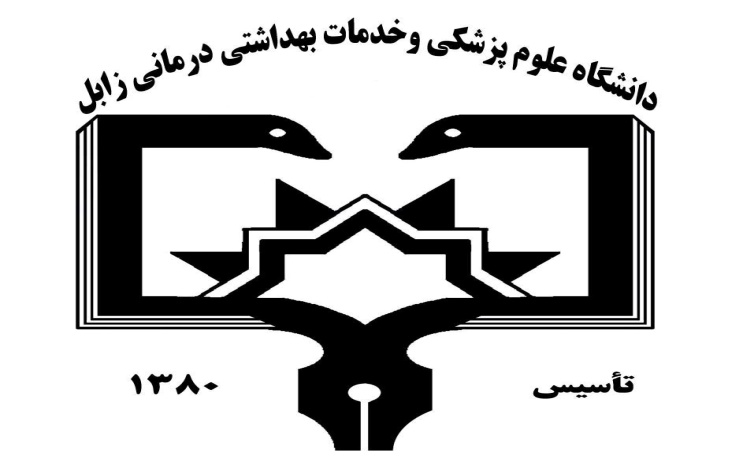 دانشگاه علوم پزشکی وخدمات بهداشتی درمانی زابل
تأسیس ۱۳۸۰